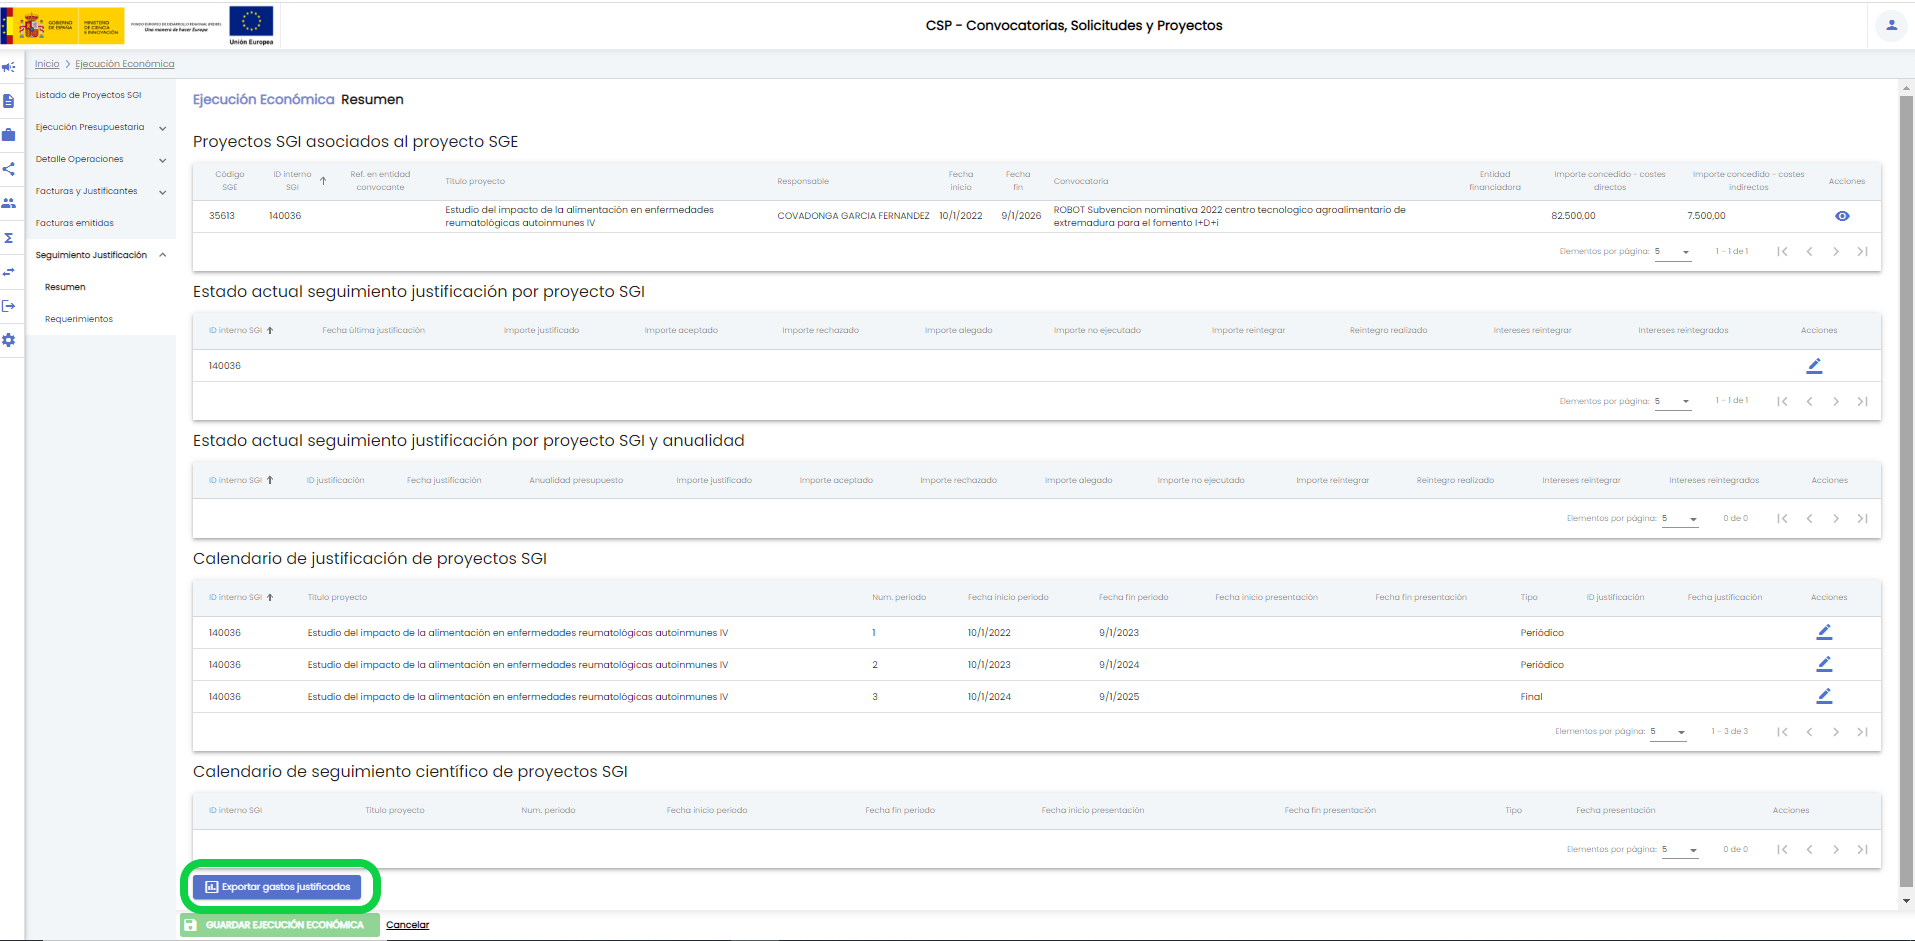 GOBIERNO DE ESPAÑA
MINISTERIO DE CIENCIA E INNOVACIÓN
FONDO EUROPEO DE DESARROLLO REGIONAL (FEDER)
Una manera de hacer Europa
Unión Europea
CSP - Convocatorias, Solicitudes y Proyectos
Inicio > Ejecución Económica
Listado de Proyectos SGI
Ejecución Presupuestaria
Detalle Operaciones
Facturas y Justificantes
Facturas emitidas
Seguimiento Justificación
Resumen
Requerimientos
Ejecución Económica Resumen
Proyectos SGI asociados al proyecto SGE
Código SGE ID interno SGI Ref. en entidad convocante Título proyecto Responsable Fecha inicio Fecha fin Convocatoria Entidad financiadora Importe concedido - costes directos Importe concedido - costes indirectos Acciones
35613 140036 Estudio del impacto de la alimentación en enfermedades reumatológicas autoinmunes IV COVADONGA GARCIA FERNANDEZ 10/1/2022 9/1/2026 ROBOT Subvencion nominativa 2022 centro tecnologico agroalimentario de extremadura para el fomento I+D+i 82.500,00 7.500,00
Elementos por página: 5 1 - 1 de 1
Estado actual seguimiento justificación por proyecto SGI
ID interno SGI Fecha última justificación Importe justificado Importe aceptado Importe rechazado Importe alegado Importe no ejecutado Importe reintegrar Reintegro realizado Intereses reintegrar Intereses reintegrados Acciones
140036
Elementos por página: 5 1 - 1 de 1
Estado actual seguimiento justificación por proyecto SGI y anualidad
ID interno SGI ID justificación Fecha justificación Anualidad presupuesto Importe justificado Importe aceptado Importe rechazado Importe alegado Importe no ejecutado Importe reintegrar Reintegro realizado Intereses reintegrar Intereses reintegrados Acciones
Elementos por página: 5 0 de 0
Calendario de justificación de proyectos SGI
ID interno SGI Título proyecto Num. periodo Fecha inicio periodo Fecha fin periodo Fecha inicio presentación Fecha fin presentación Tipo ID justificación Fecha justificación Acciones
140036 Estudio del impacto de la alimentación en enfermedades reumatológicas autoinmunes IV 1 10/1/2022 9/1/2023 Periódico
140036 Estudio del impacto de la alimentación en enfermedades reumatológicas autoinmunes IV 2 10/1/2023 9/1/2024 Periódico
140036 Estudio del impacto de la alimentación en enfermedades reumatológicas autoinmunes IV 3 10/1/2024 9/1/2025 Final
Elementos por página: 5 1 - 3 de 3
Calendario de seguimiento científico de proyectos SGI
ID interno SGI Título proyecto Num. periodo Fecha inicio periodo Fecha fin periodo Fecha inicio presentación Fecha fin presentación Tipo Fecha presentación Acciones
Elementos por página: 5 0 de 0
Exportar gastos justificados
GUARDAR EJECUCIÓN ECONÓMICA Cancelar